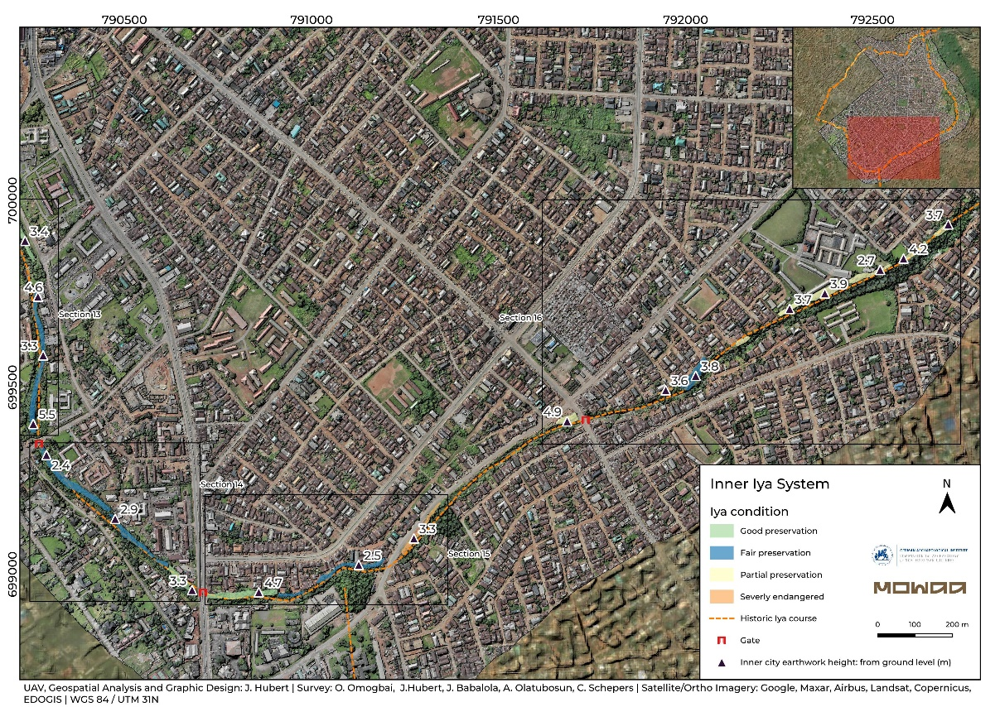 790500 791000 791500 792000 792500
700000
699500
699000
3.4
4.6
Section 13
3.3
5.5
2.4
2.9
3.3
Section 14
4.7
2.5
3.3
Section 15
Section 16
4.9
3.6
3.8
3.7
3.9
2.7
4.2
3.7
Inner Iya System
N
Iya condition
Good preservation
Fair preservation
Partial preservation
Severly endangered
Historic Iya course
Gate
Inner city earthwork height: from ground level (m)
GERMAN ARCHAEOLOGICAL INSTITUTE
MOWAA
0 100 200 m
UAV, Geospatial Analysis and Graphic Design: J. Hubert | Survey: O. Omogbai, J.Hubert, J. Babalola, A. Olatubosun, C. Schepers | Satellite/Ortho Imagery: Google, Maxar, Airbus, Landsat, Copernicus,
EDOGIS | WGS 84 / UTM 31N